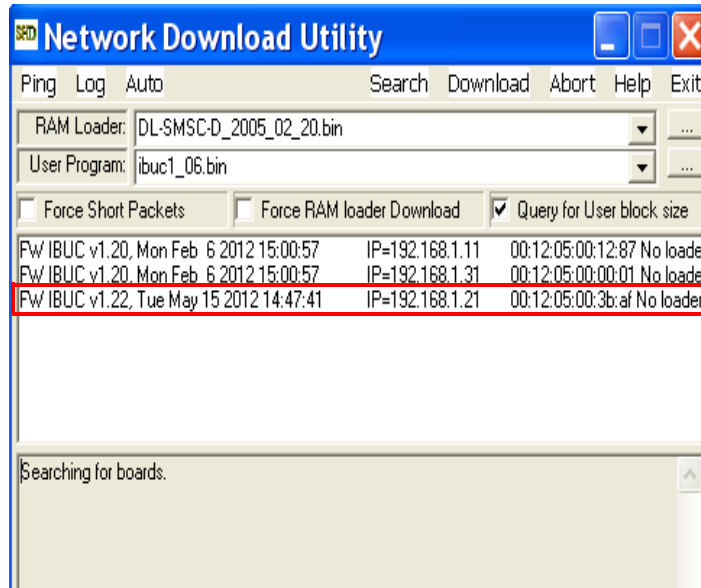 Network Download Utility
Ping Log Auto Search Download Abort Help Exit
RAM Loader: DL-SMSC-D_2005_02_20.bin ...
User Program: ibuc1_06.bin ...
Force Short Packets Force RAM loader Download Query for User block size
FW IBUC v1.20, Mon Feb 6 2012 15:00:57 IP=192.168.1.11 00:12:05:00:12:87 No loade
FW IBUC v1.20, Mon Feb 6 2012 15:00:57 IP=192.168.1.31 00:12:05:00:00:01 No loade
FW IBUC v1.22, Tue May 15 2012 14:47:41 IP=192.168.1.21 00:12:05:00:3b:af No loader
Searching for boards.